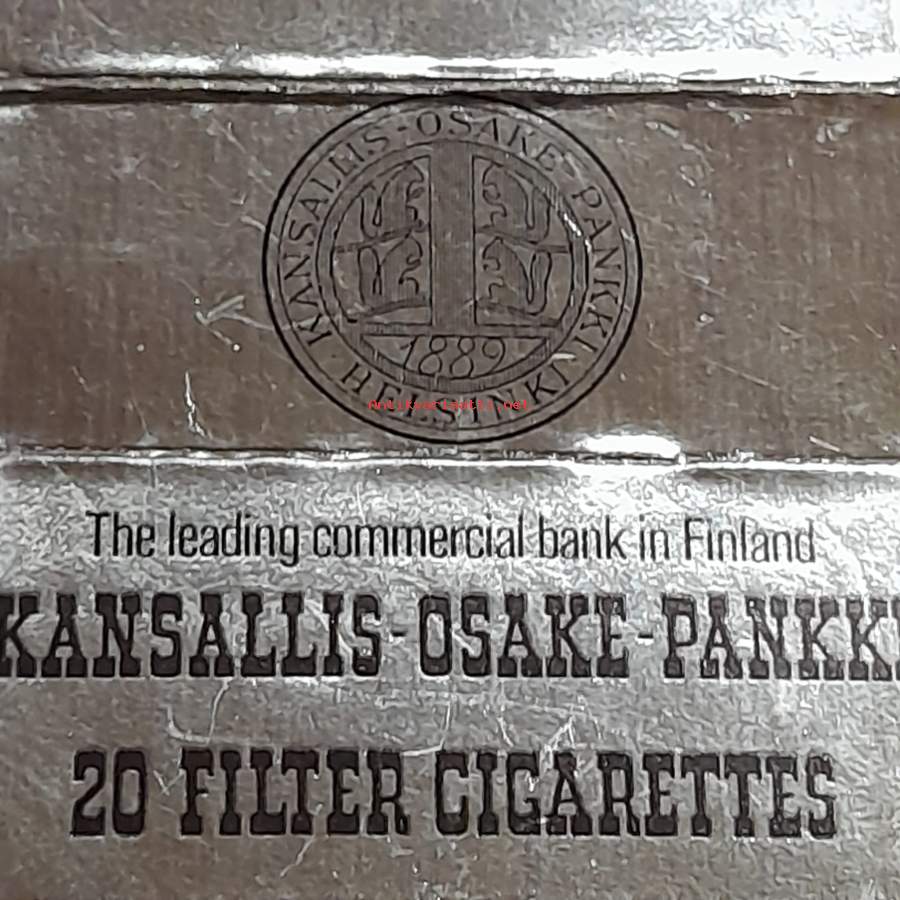 KANSALLIS-OSAKE-PANKKI
HELSINKI
1889
Antikvariaatti.net
The leading commercial bank in Finland
KANSALLIS-OSAKE-PANKKI
20 FILTER CIGARETTES